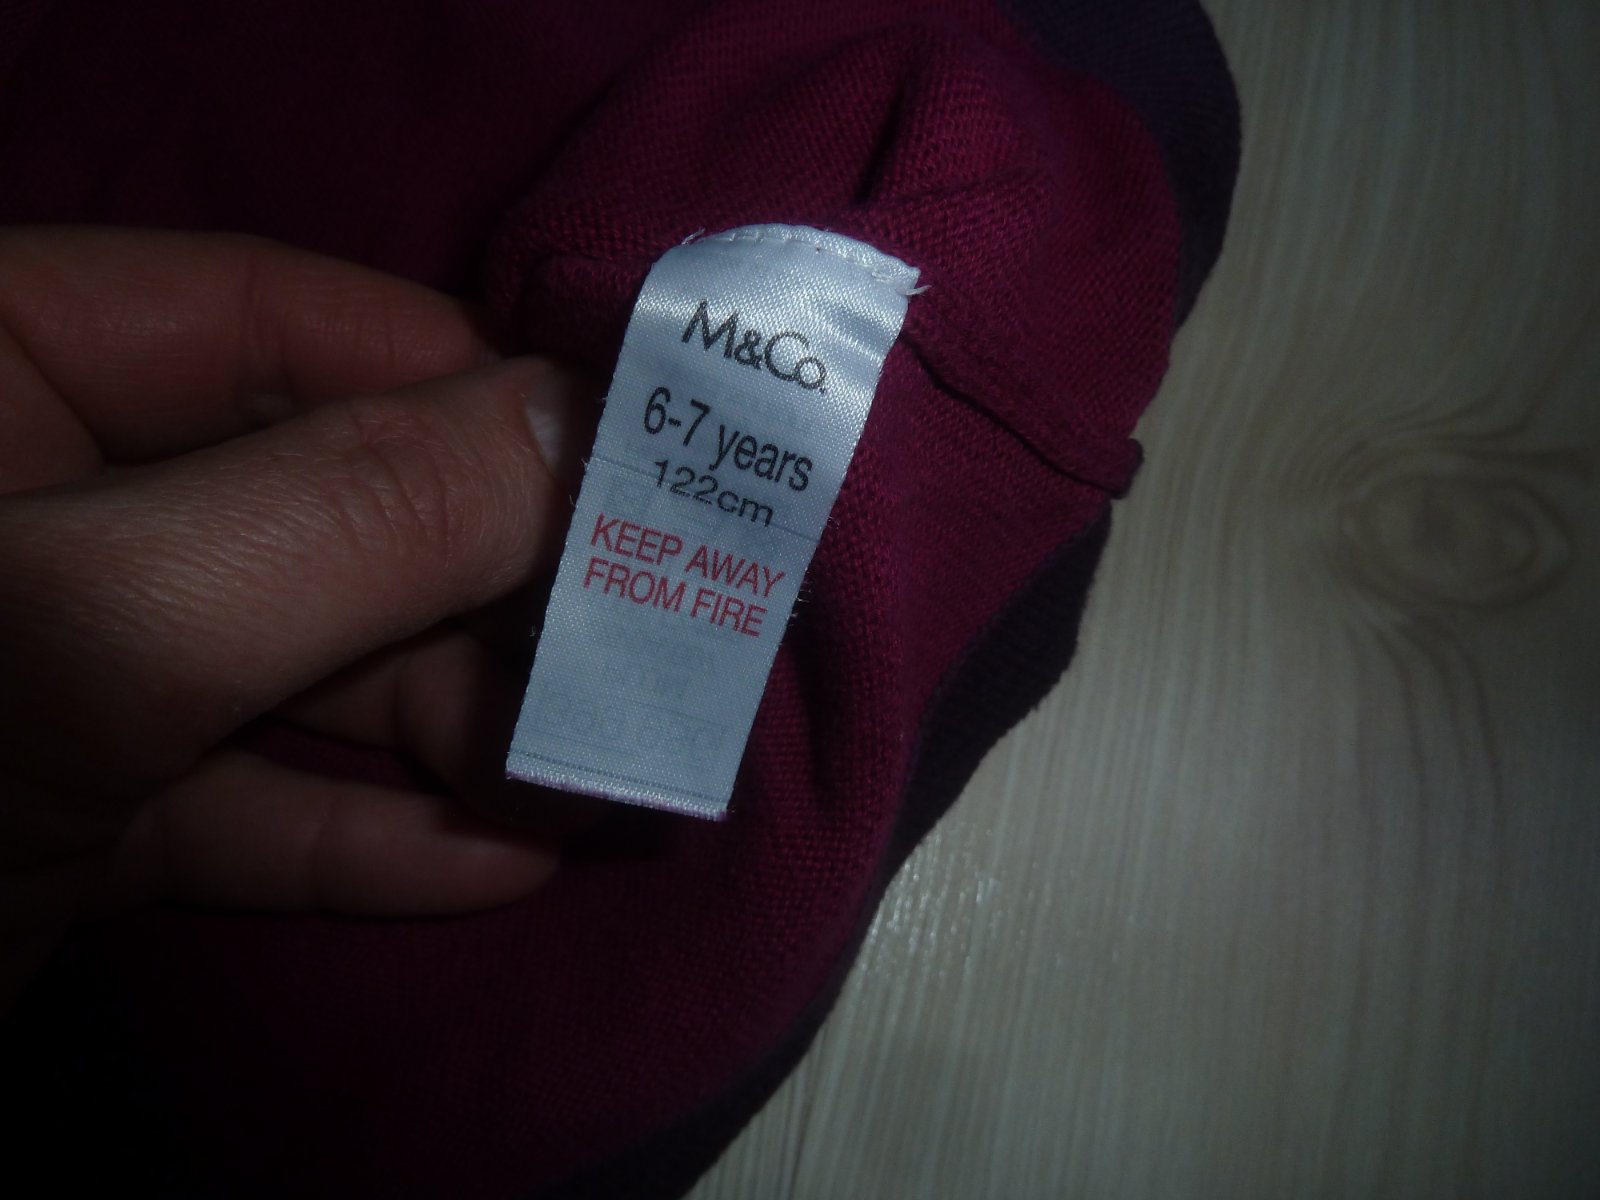 M&Co.
6-7 years
122cm
KEEP AWAY
FROM FIRE